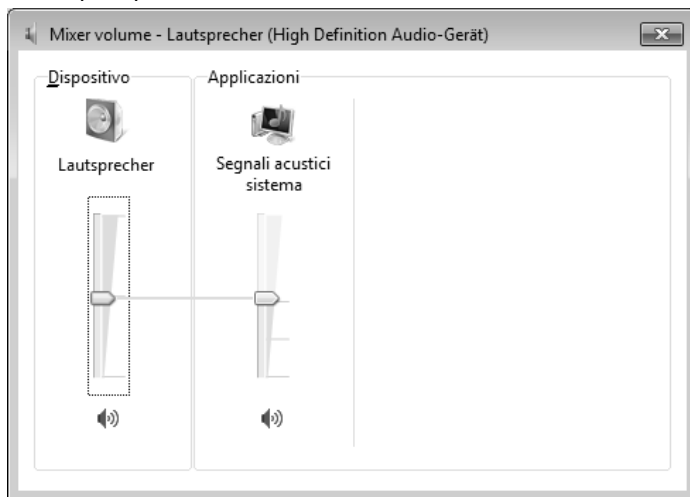 Mixer volume - Lautsprecher (High Definition Audio-Gerät)
Dispositivo
Applicazioni
Lautsprecher
Segnali acustici
sistema